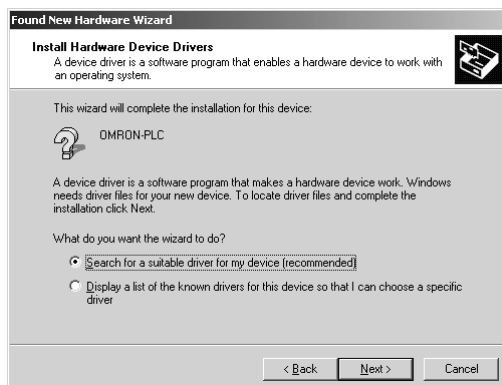 Found New Hardware Wizard
Install Hardware Device Drivers
A device driver is a software program that enables a hardware device to work with
an operating system.
This wizard will complete the installation for this device:
OMRON-PLC
A device driver is a software program that makes a hardware device work. Windows
needs driver files for your new device. To locate driver files and complete the
installation click Next.
What do you want the wizard to do?
Search for a suitable driver for my device (recommended)
Display a list of the known drivers for this device so that I can choose a specific
driver
< Back Next > Cancel